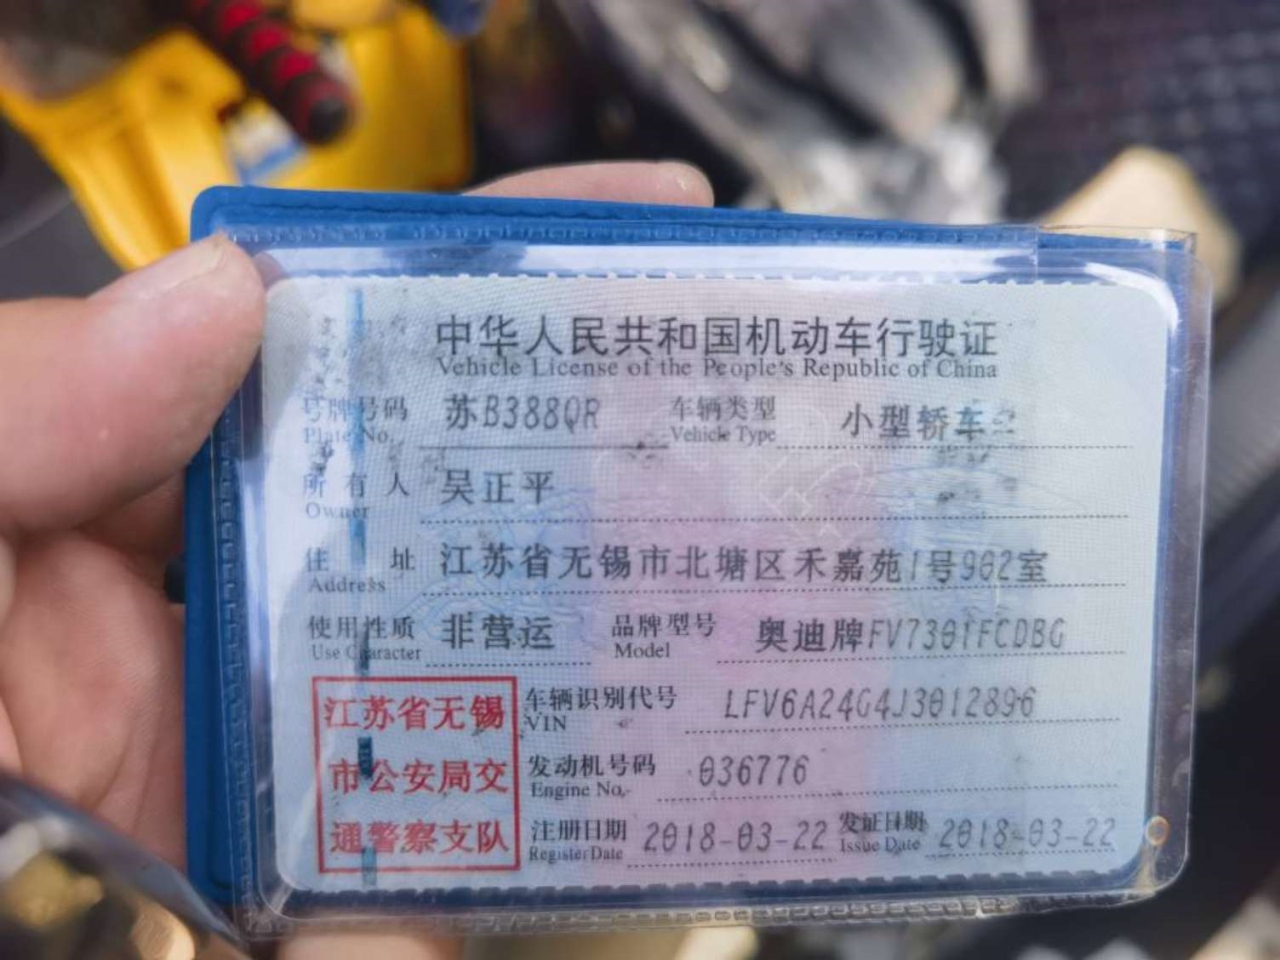 中华人民共和国机动车行驶证
Vehicle License of the People's Republic of China
号牌号码 苏B388QR 车辆类型 小型轿车
Plate No. Vehicle Type
所有人 吴正平
Owner
住址 江苏省无锡市北塘区禾嘉苑1号902室
Address
使用性质 非营运 品牌型号 奥迪牌FV7301FCDBG
Use Character Model
江苏省无锡
市公安局交
通警察支队
车辆识别代号 LFV6A24G4J3012896
VIN
发动机号码 036776
Engine No.
注册日期 2018-03-22 发证日期 2018-03-22
Register Date Issue Date